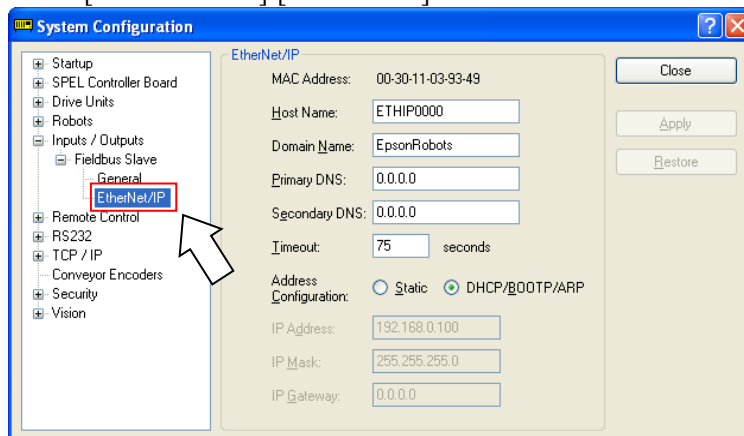 System Configuration
Startup
SPEL Controller Board
Drive Units
Robots
Inputs / Outputs
Fieldbus Slave
General
EtherNet/IP
Remote Control
RS232
TCP / IP
Conveyor Encoders
Security
Vision
EtherNet/IP
MAC Address: 00-30-11-03-93-49
Host Name: ETHIP0000
Domain Name: EpsonRobots
Primary DNS: 0.0.0.0
Secondary DNS: 0.0.0.0
Timeout: 75 seconds
Address
Configuration: Static DHCP/BOOTP/ARP
IP Address: 192.168.0.100
IP Mask: 255.255.255.0
IP Gateway: 0.0.0.0
Close
Apply
Restore